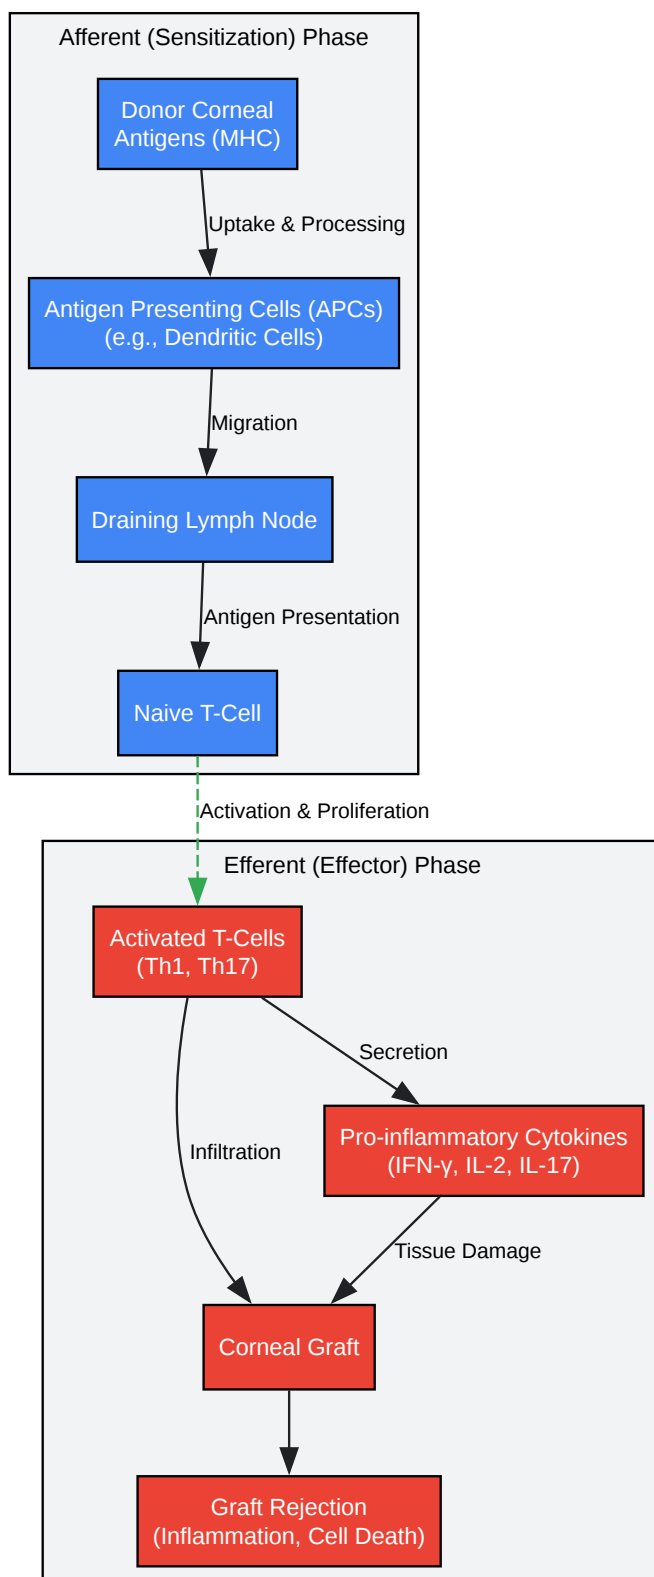 Afferent (Sensitization) Phase
Donor Corneal
Antigens (MHC)
Uptake & Processing
Antigen Presenting Cells (APCs)
(e.g., Dendritic Cells)
Migration
Draining Lymph Node
Antigen Presentation
Naive T-Cell
Activation & Proliferation
Efferent (Effector) Phase
Activated T-Cells
(Th1, Th17)
Secretion
Pro-inflammatory Cytokines
(IFN-γ, IL-2, IL-17)
Infiltration
Tissue Damage
Corneal Graft
Graft Rejection
(Inflammation, Cell Death)